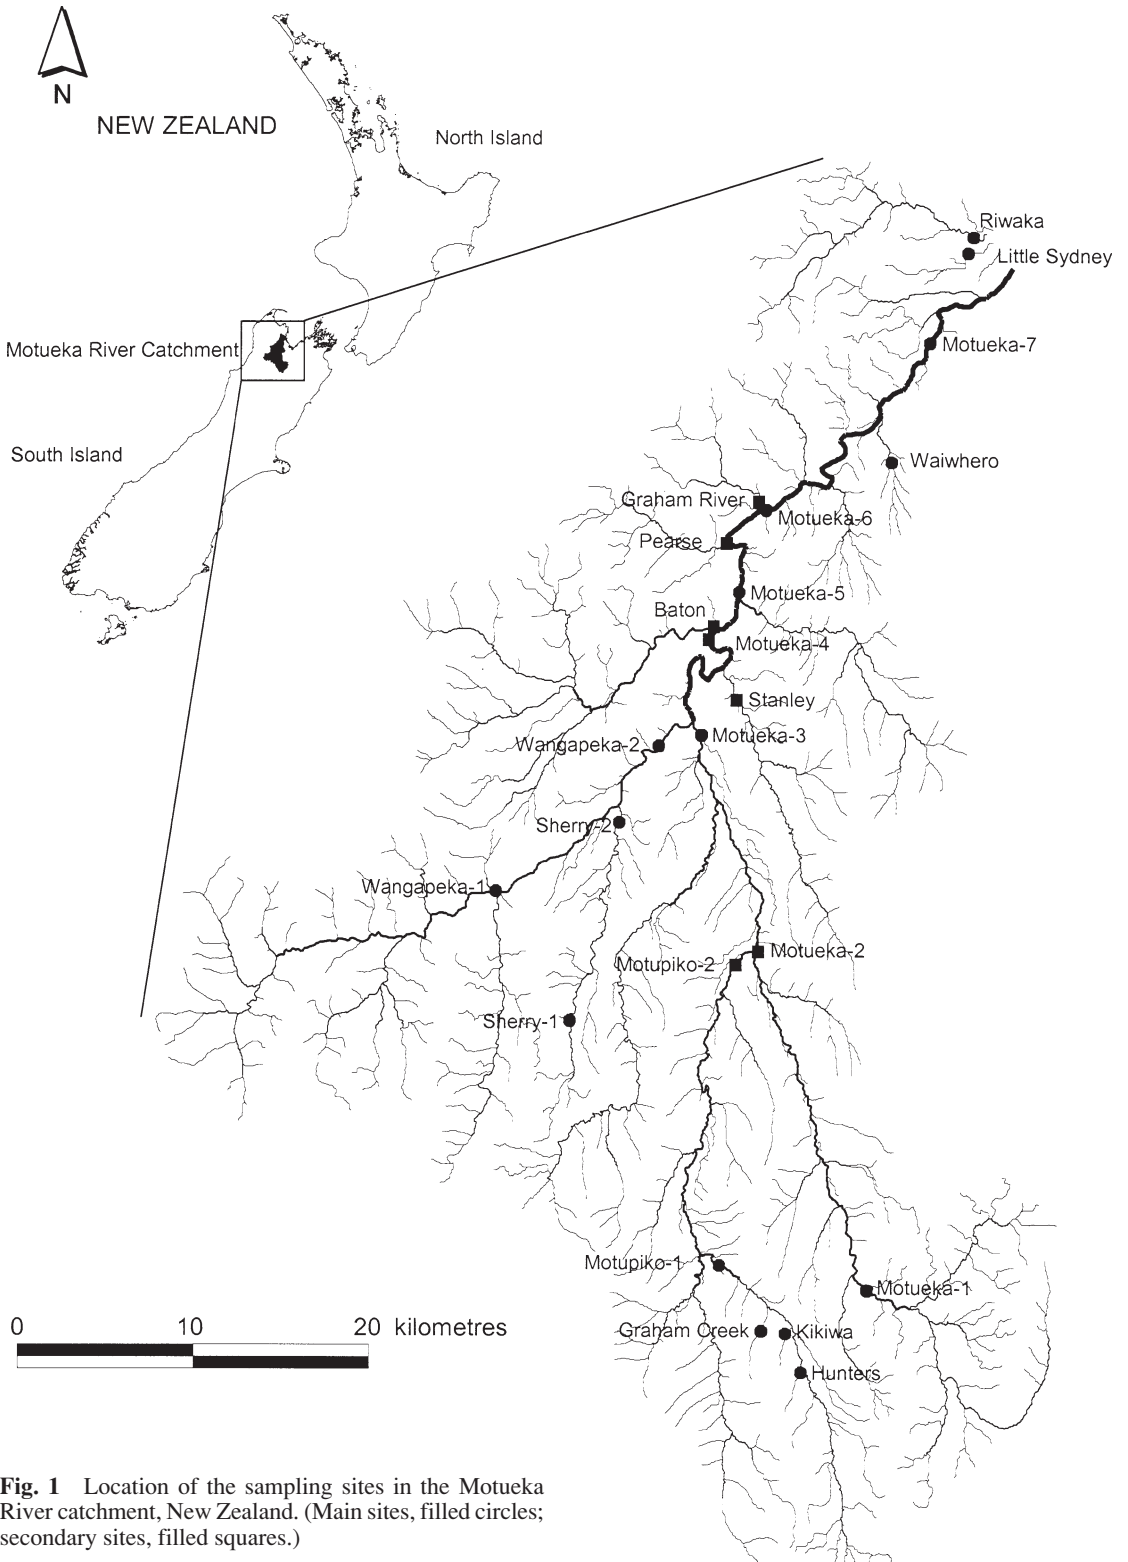 N
NEW ZEALAND
North Island
Riwaka
Little Sydney
Motueka River Catchment
Motueka-7
South Island
Waiwhero
Graham River
Motueka-6
Pearse
Motueka-5
Baton
Motueka-4
Stanley
Wangapeka-2
Motueka-3
Sherry-2
Wangapeka-1
Motueka-2
Motupiko-2
Sherry-1
Motupiko-1
Motueka-1
0 10 20 kilometres
Graham Creek
Kikiwa
Hunters
Fig. 1 Location of the sampling sites in the Motueka
River catchment, New Zealand. (Main sites, filled circles;
secondary sites, filled squares.)